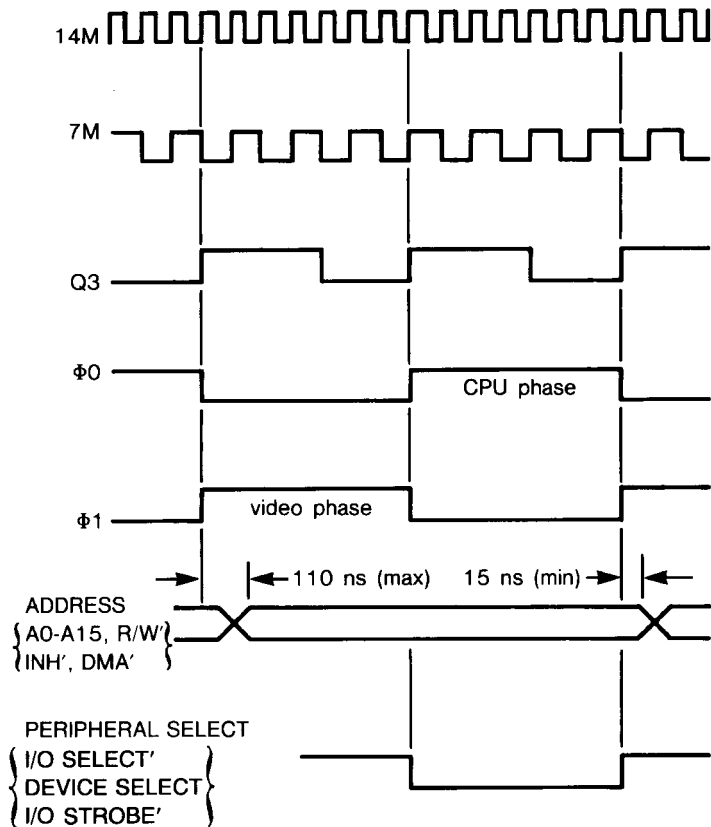 14M
7M
Q3
Φ0
CPU phase
video phase
Φ1
110 ns (max) 15 ns (min)
ADDRESS
A0-A15, R/W′
INH′, DMA′
PERIPHERAL SELECT
I/O SELECT′
DEVICE SELECT
I/O STROBE′